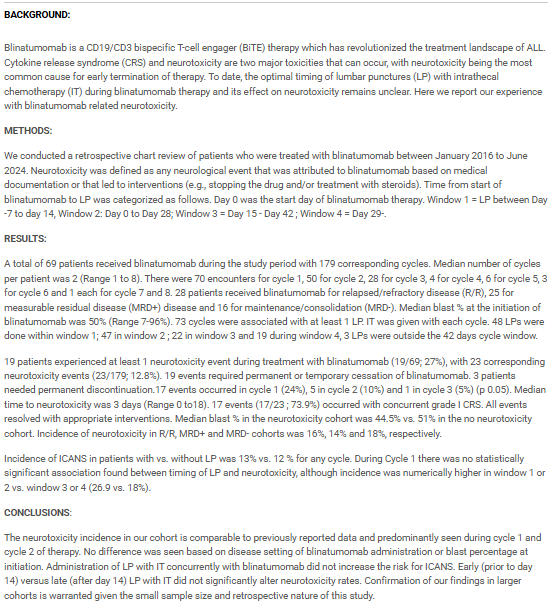 BACKGROUND:
Blinatumomab is a CD19/CD3 bispecific T-cell engager (BiTE) therapy which has revolutionized the treatment landscape of ALL.
Cytokine release syndrome (CRS) and neurotoxicity are two major toxicities that can occur, with neurotoxicity being the most
common cause for early termination of therapy. To date, the optimal timing of lumbar punctures (LP) with intrathecal
chemotherapy (IT) during blinatumomab therapy and its effect on neurotoxicity remains unclear. Here we report our experience
with blinatumomab related neurotoxicity.
METHODS:
We conducted a retrospective chart review of patients who were treated with blinatumomab between January 2016 to June
2024. Neurotoxicity was defined as any neurological event that was attributed to blinatumomab based on medical
documentation or that led to interventions (e.g., stopping the drug and/or treatment with steroids). Time from start of
blinatumomab to LP was categorized as follows. Day 0 was the start day of blinatumomab therapy. Window 1 = LP between Day
-7 to day 14, Window 2: Day 0 to Day 28; Window 3 = Day 15 - Day 42 ; Window 4 = Day 29-.
RESULTS:
A total of 69 patients received blinatumomab during the study period with 179 corresponding cycles. Median number of cycles
per patient was 2 (Range 1 to 8). There were 70 encounters for cycle 1, 50 for cycle 2, 28 for cycle 3, 4 for cycle 4, 6 for cycle 5, 3
for cycle 6 and 1 each for cycle 7 and 8. 28 patients received blinatumomab for relapsed/refractory disease (R/R), 25 for
measurable residual disease (MRD+) disease and 16 for maintenance/consolidation (MRD-). Median blast % at the initiation of
blinatumomab was 50% (Range 7-96%). 73 cycles were associated with at least 1 LP. IT was given with each cycle. 48 LPs were
done within window 1; 47 in window 2 ; 22 in window 3 and 19 during window 4, 3 LPs were outside the 42 days cycle window.
19 patients experienced at least 1 neurotoxicity event during treatment with blinatumomab (19/69; 27%), with 23 corresponding
neurotoxicity events (23/179; 12.8%). 19 events required permanent or temporary cessation of blinatumomab. 3 patients
needed permanent discontinuation.17 events occurred in cycle 1 (24%), 5 in cycle 2 (10%) and 1 in cycle 3 (5%) (p 0.05). Median
time to neurotoxicity was 3 days (Range 0 to18). 17 events (17/23 ; 73.9%) occurred with concurrent grade I CRS. All events
resolved with appropriate interventions. Median blast % in the neurotoxicity cohort was 44.5% vs. 51% in the no neurotoxicity
cohort. Incidence of neurotoxicity in R/R, MRD+ and MRD- cohorts was 16%, 14% and 18%, respectively.
Incidence of ICANS in patients with vs. without LP was 13% vs. 12 % for any cycle. During Cycle 1 there was no statistically
significant association found between timing of LP and neurotoxicity, although incidence was numerically higher in window 1 or
2 vs. window 3 or 4 (26.9 vs. 18%).
CONCLUSIONS:
The neurotoxicity incidence in our cohort is comparable to previously reported data and predominantly seen during cycle 1 and
cycle 2 of therapy. No difference was seen based on disease setting of blinatumomab administration or blast percentage at
initiation. Administration of LP with IT concurrently with blinatumomab did not increase the risk for ICANS. Early (prior to day
14) versus late (after day 14) LP with IT did not significantly alter neurotoxicity rates. Confirmation of our findings in larger
cohorts is warranted given the small sample size and retrospective nature of this study.